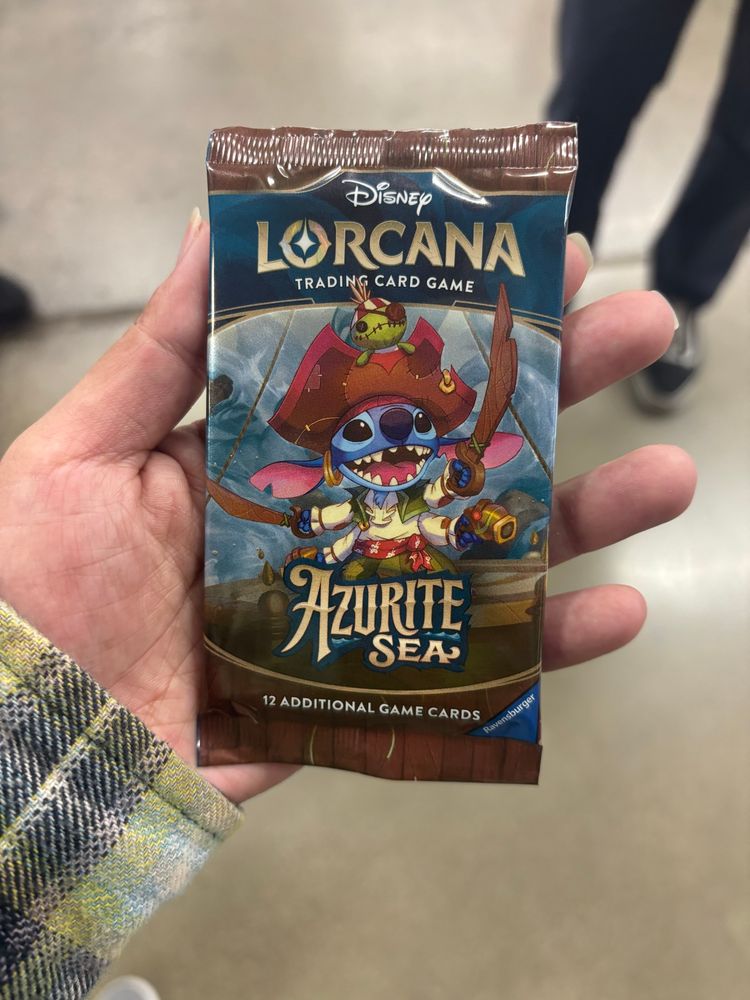 Disney
LORCANA
TRADING CARD GAME
AZURITE
SEA
12 ADDITIONAL GAME CARDS
Ravensburger